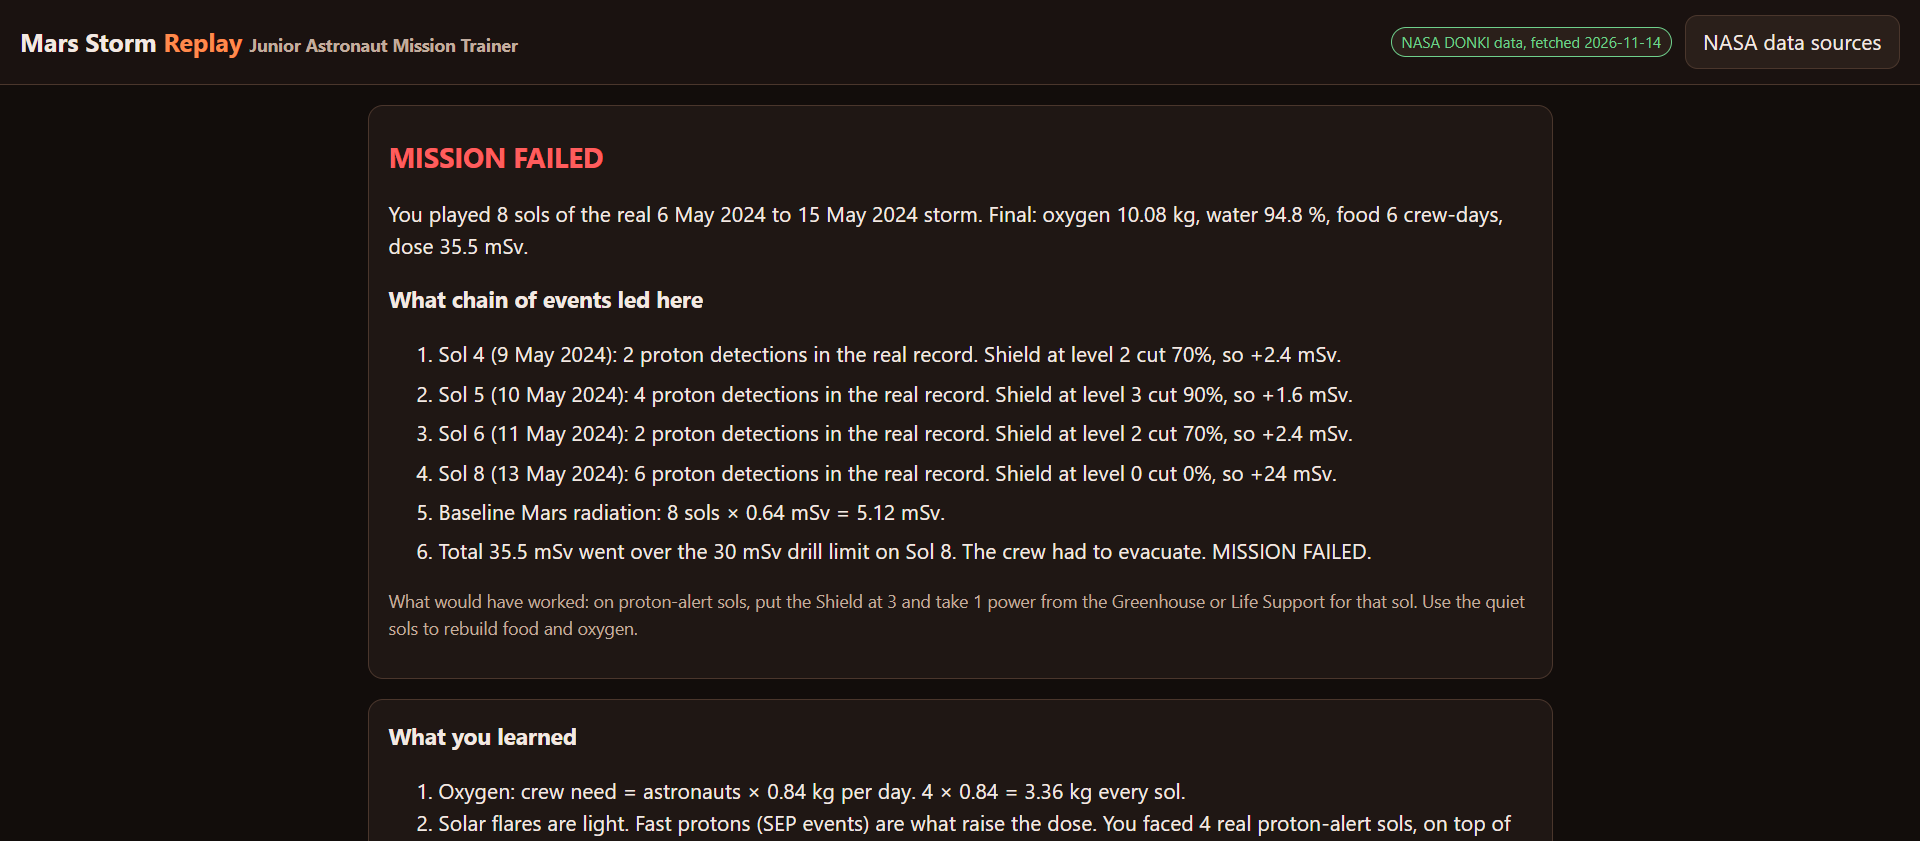 Mars Storm Replay Junior Astronaut Mission Trainer
NASA DONKI data, fetched 2026-11-14
NASA data sources
MISSION FAILED
You played 8 sols of the real 6 May 2024 to 15 May 2024 storm. Final: oxygen 10.08 kg, water 94.8 %, food 6 crew-days,
dose 35.5 mSv.
What chain of events led here
1. Sol 4 (9 May 2024): 2 proton detections in the real record. Shield at level 2 cut 70%, so +2.4 mSv.
2. Sol 5 (10 May 2024): 4 proton detections in the real record. Shield at level 3 cut 90%, so +1.6 mSv.
3. Sol 6 (11 May 2024): 2 proton detections in the real record. Shield at level 2 cut 70%, so +2.4 mSv.
4. Sol 8 (13 May 2024): 6 proton detections in the real record. Shield at level 0 cut 0%, so +24 mSv.
5. Baseline Mars radiation: 8 sols × 0.64 mSv = 5.12 mSv.
6. Total 35.5 mSv went over the 30 mSv drill limit on Sol 8. The crew had to evacuate. MISSION FAILED.
What would have worked: on proton-alert sols, put the Shield at 3 and take 1 power from the Greenhouse or Life Support for that sol. Use the quiet
sols to rebuild food and oxygen.
What you learned
1. Oxygen: crew need = astronauts × 0.84 kg per day. 4 × 0.84 = 3.36 kg every sol.
2. Solar flares are light. Fast protons (SEP events) are what raise the dose. You faced 4 real proton-alert sols, on top of